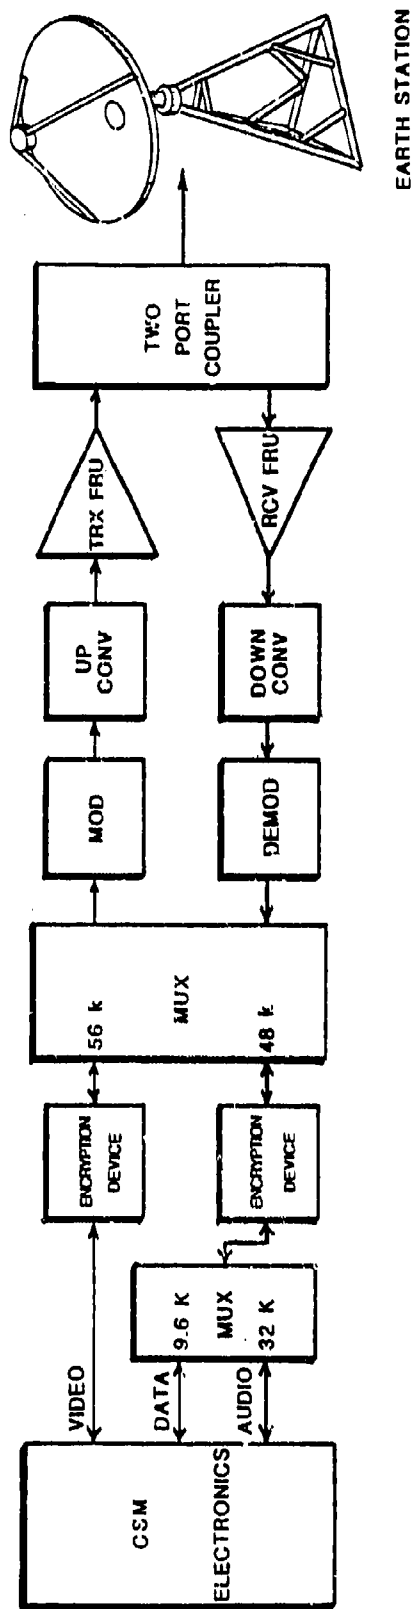 CSM
ELECTRONICS
VIDEO
DATA
AUDIO
9.6 K
MUX
32 K
ENCRYPTION
DEVICE
ENCRYPTION
DEVICE
56 k
MUX
48 k
MOD
DEMOD
UP
CONV
DOWN
CONV
TRX FRU
RCV FRU
TWO
PORT
COUPLER
EARTH STATION